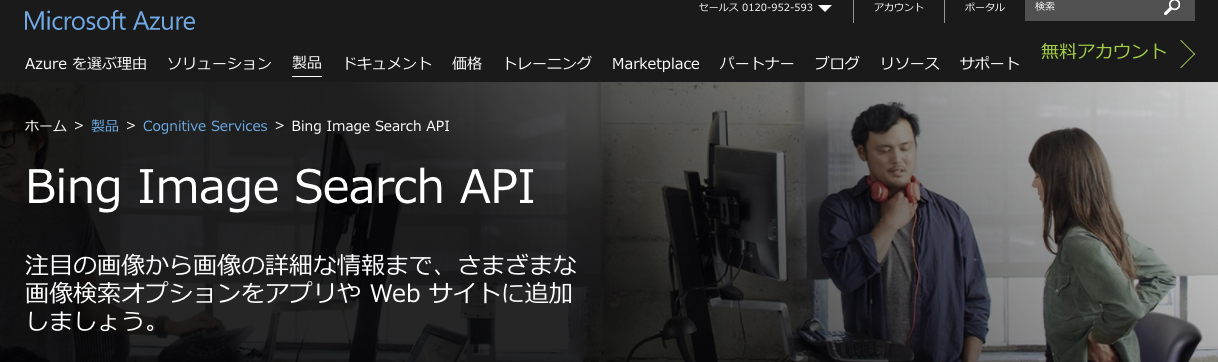 Microsoft Azure
セールス 0120-952-593
アカウント
ポータル
検索
Azure を選ぶ理由 ソリューション 製品 ドキュメント 価格 トレーニング Marketplace パートナー ブログ リソース サポート
無料アカウント
ホーム > 製品 > Cognitive Services > Bing Image Search API
Bing Image Search API
注目の画像から画像の詳細な情報まで、さまざまな
画像検索オプションをアプリや Web サイトに追加
しましょう。